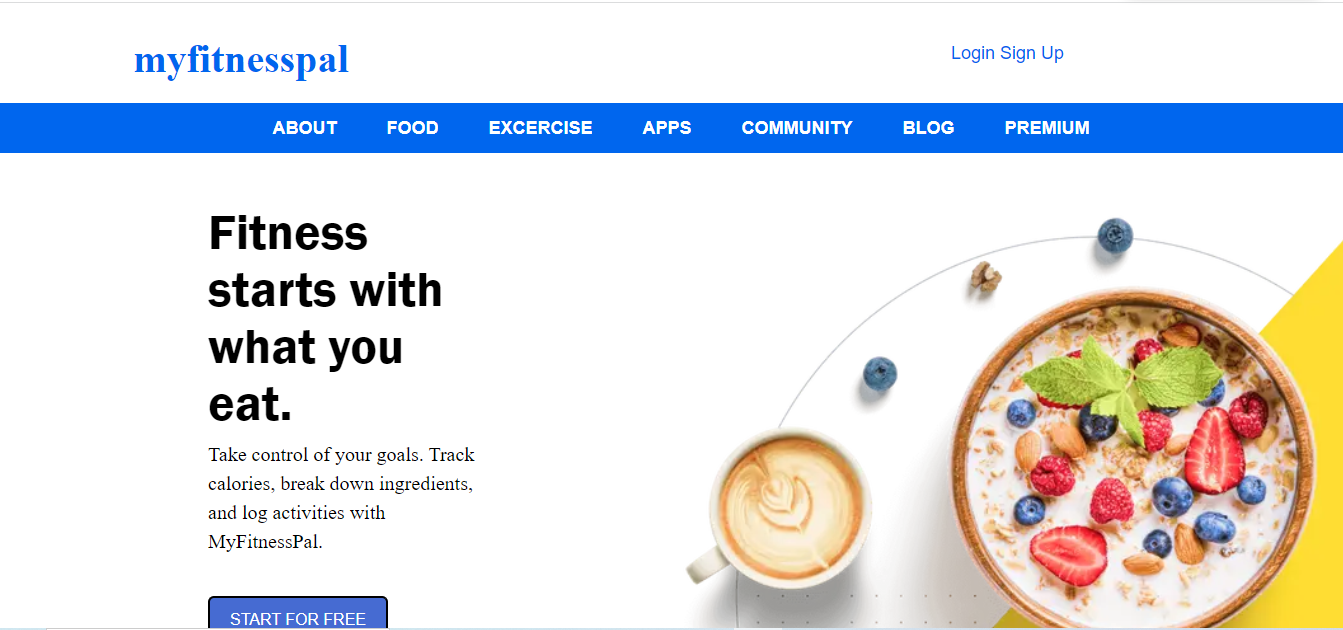 myfitnesspal
Login Sign Up
ABOUT FOOD EXCERCISE APPS COMMUNITY BLOG PREMIUM
Fitness
starts with
what you
eat.
Take control of your goals. Track
calories, break down ingredients,
and log activities with
MyFitnessPal.
START FOR FREE